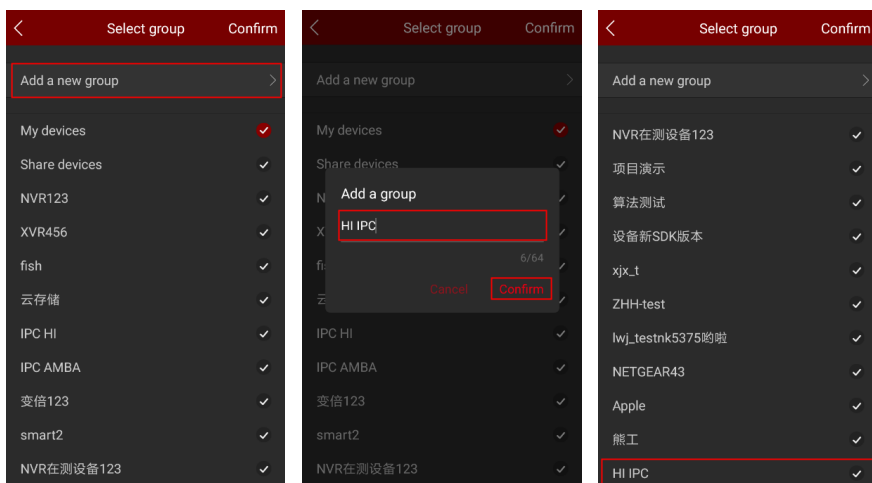 Select group Confirm
Add a new group
My devices
Share devices
NVR123
XVR456
fish
云存储
IPC HI
IPC AMBA
变倍123
smart2
NVR在测设备123
Select group Confirm
Add a new group
My devices
Share devices
N
Add a group
X
HI IPC
6/64
fi
Cancel Confirm
云
IPC HI
IPC AMBA
变倍123
smart2
NVR在测设备123
Select group Confirm
Add a new group
NVR在测设备123
项目演示
算法测试
设备新SDK版本
xjx_t
ZHH-test
lwj_testnk5375哟啦
NETGEAR43
Apple
熊工
HI IPC